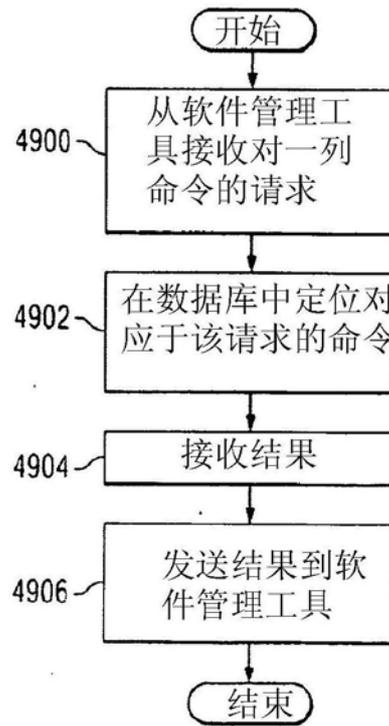 开始
4900
从软件管理工
具接收对一列
命令的请求
4902
在数据库中定位对
应于该请求的命令
4904
接收结果
4906
发送结果到软
件管理工具
结束